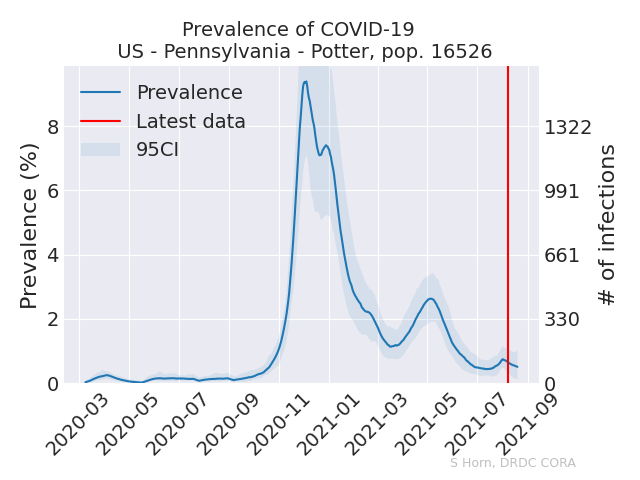 Prevalence of COVID-19
US - Pennsylvania - Potter, pop. 16526
Prevalence
Latest data
95CI
Prevalence (%)
8
6
4
2
0
1322
991
661
330
0
# of infections
2020-03
2020-05
2020-07
2020-09
2020-11
2021-01
2021-03
2021-05
2021-07
2021-09
S Horn, DRDC CORA